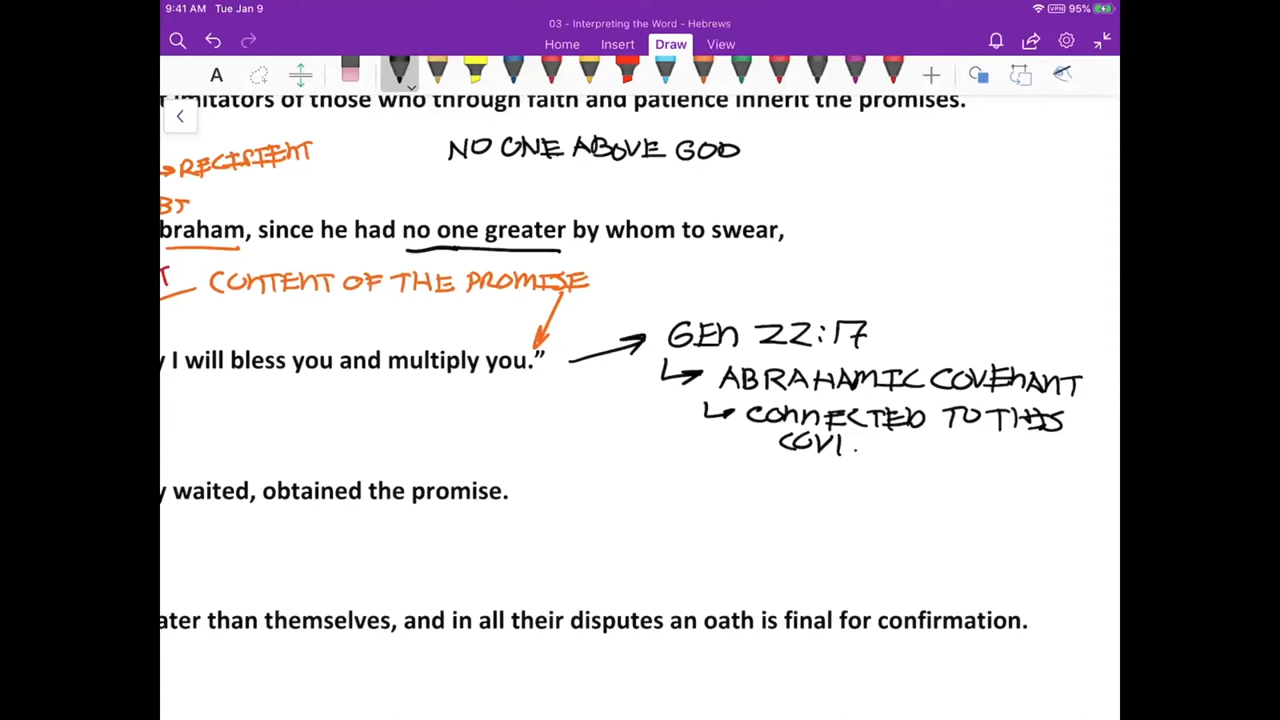 9:41 AM Tue Jan 9
VPN 95%
03 - Interpreting the Word - Hebrews
Home Insert Draw View
A
imitators of those who through faith and patience inherit the promises.
NO ONE ABOVE GOD
RECIPIENT
braham, since he had no one greater by whom to swear,
CONTENT OF THE PROMISE
GEn 22:17
y I will bless you and multiply you.”
ABRAHAMIC COVEnANT
COnnECTED TO THIS
COV
y waited, obtained the promise.
ater than themselves, and in all their disputes an oath is final for confirmation.